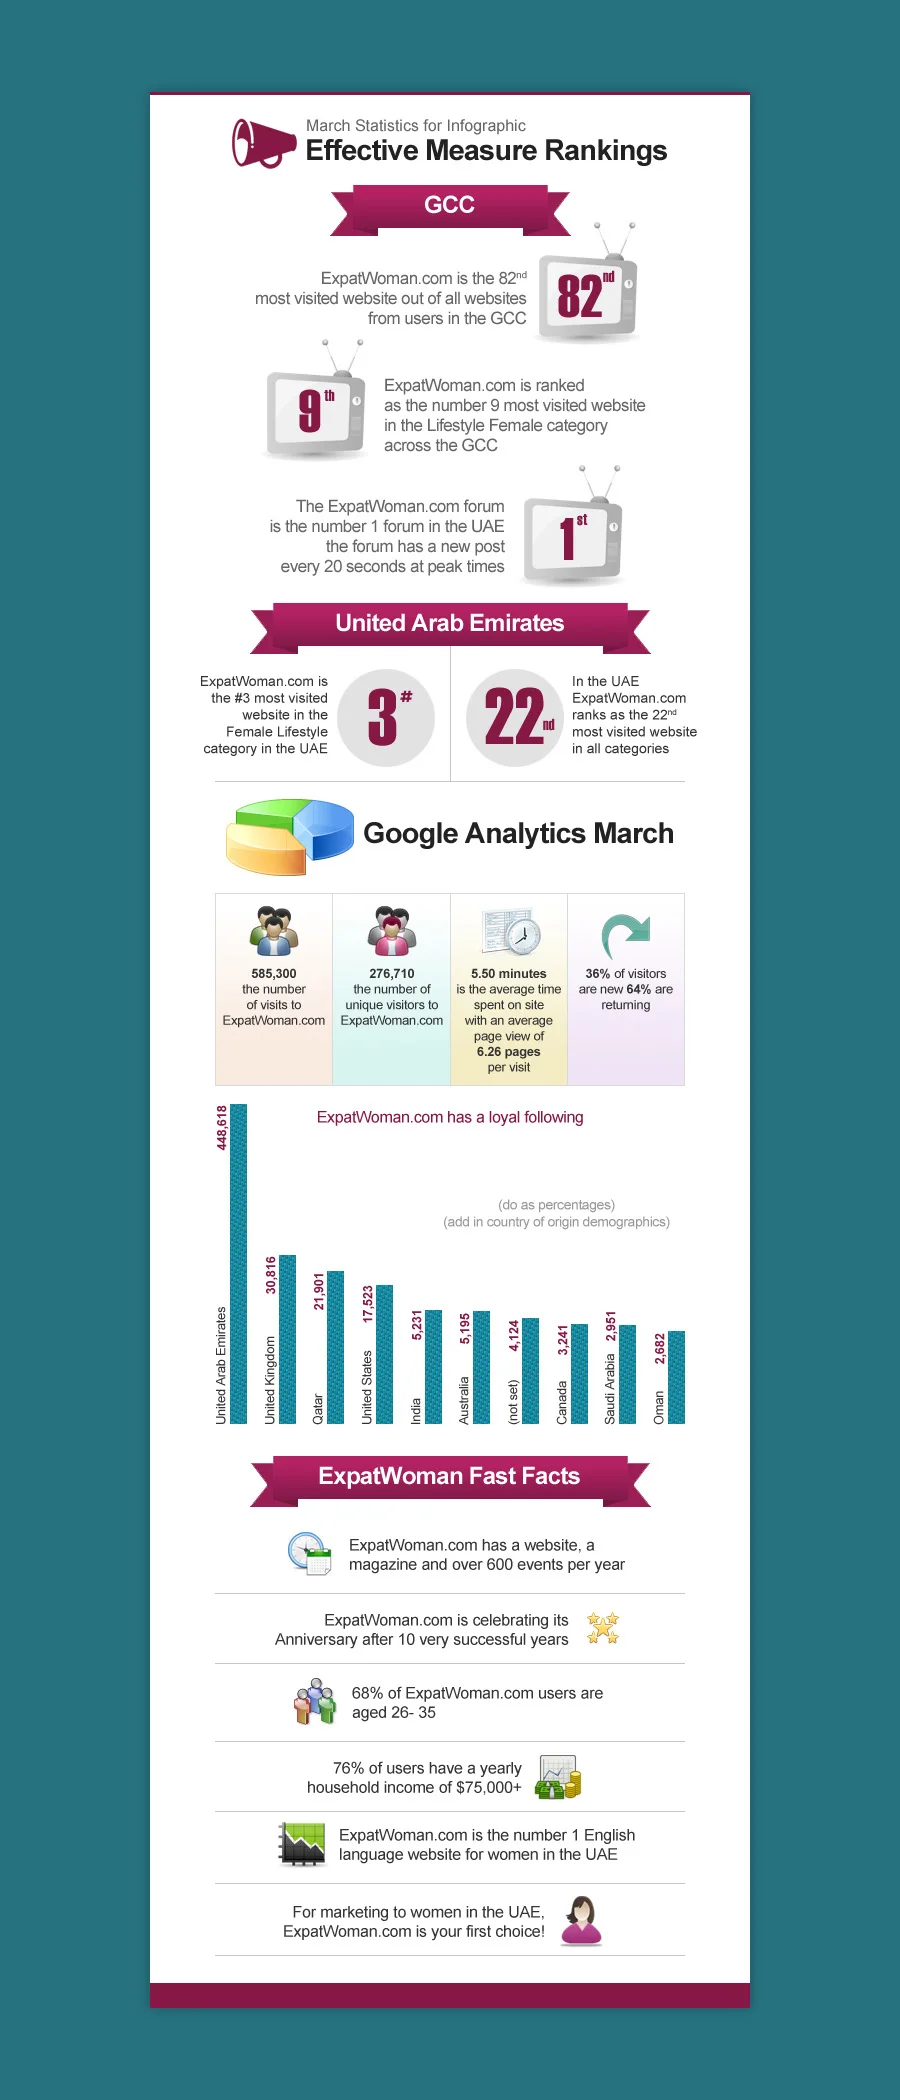 March Statistics for Infographic
Effective Measure Rankings
GCC
ExpatWoman.com is the 82nd
most visited website out of all websites
from users in the GCC
82nd
9th
ExpatWoman.com is ranked
as the number 9 most visited website
in the Lifestyle Female category
across the GCC
The ExpatWoman.com forum
is the number 1 forum in the UAE
the forum has a new post
every 20 seconds at peak times
1st
United Arab Emirates
ExpatWoman.com is
the #3 most visited
website in the
Female Lifestyle
category in the UAE
3#
22nd
In the UAE
ExpatWoman.com
ranks as the 22nd
most visited website
in all categories
Google Analytics March
585,300
the number
of visits to
ExpatWoman.com
276,710
the number of
unique visitors to
ExpatWoman.com
5.50 minutes
is the average time
spent on site
with an average
page view of
6.26 pages
per visit
36% of visitors
are new 64% are
returning
ExpatWoman.com has a loyal following
(do as percentages)
(add in country of origin demographics)
United Arab Emirates 448,618
United Kingdom 30,816
Qatar 21,901
United States 17,523
India 5,231
Australia 5,195
(not set) 4,124
Canada 3,241
Saudi Arabia 2,951
Oman 2,682
ExpatWoman Fast Facts
ExpatWoman.com has a website, a
magazine and over 600 events per year
ExpatWoman.com is celebrating its
Anniversary after 10 very successful years
68% of ExpatWoman.com users are
aged 26- 35
76% of users have a yearly
household income of $75,000+
ExpatWoman.com is the number 1 English
language website for women in the UAE
For marketing to women in the UAE,
ExpatWoman.com is your first choice!